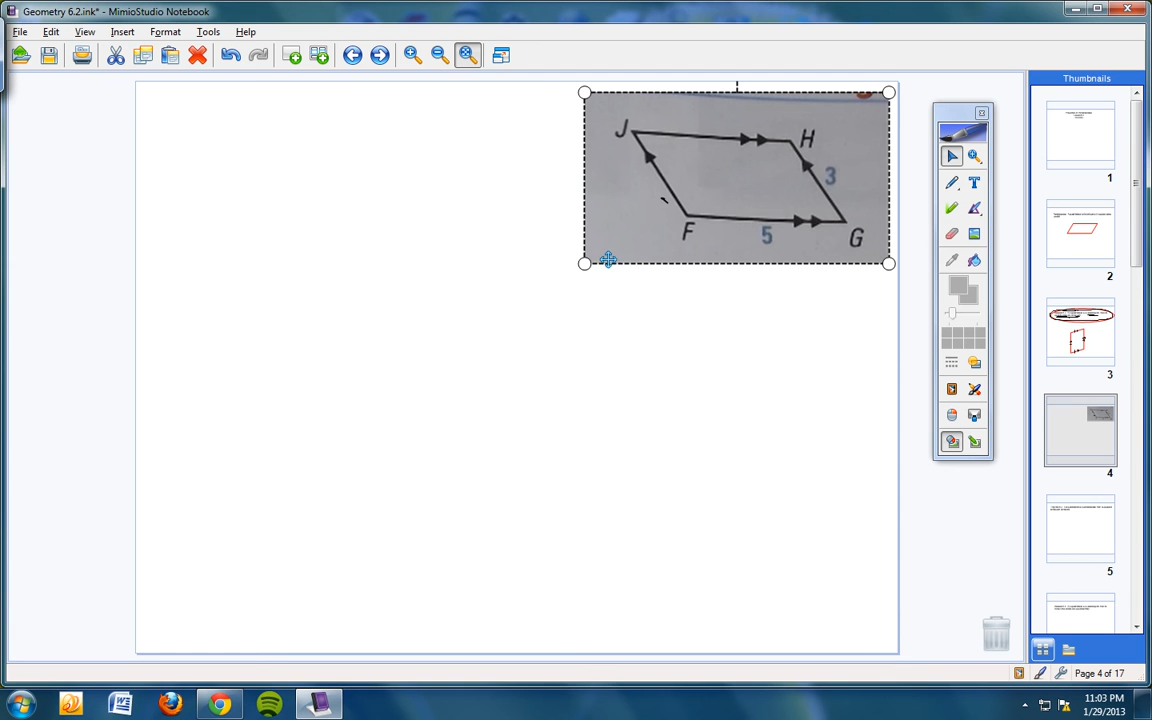 Geometry 6.2.ink* - MimioStudio Notebook
File Edit View Insert Format Tools Help
Thumbnails
J H
3
F 5 G
1
2
3
4
5
Page 4 of 17
11:03 PM
1/29/2013